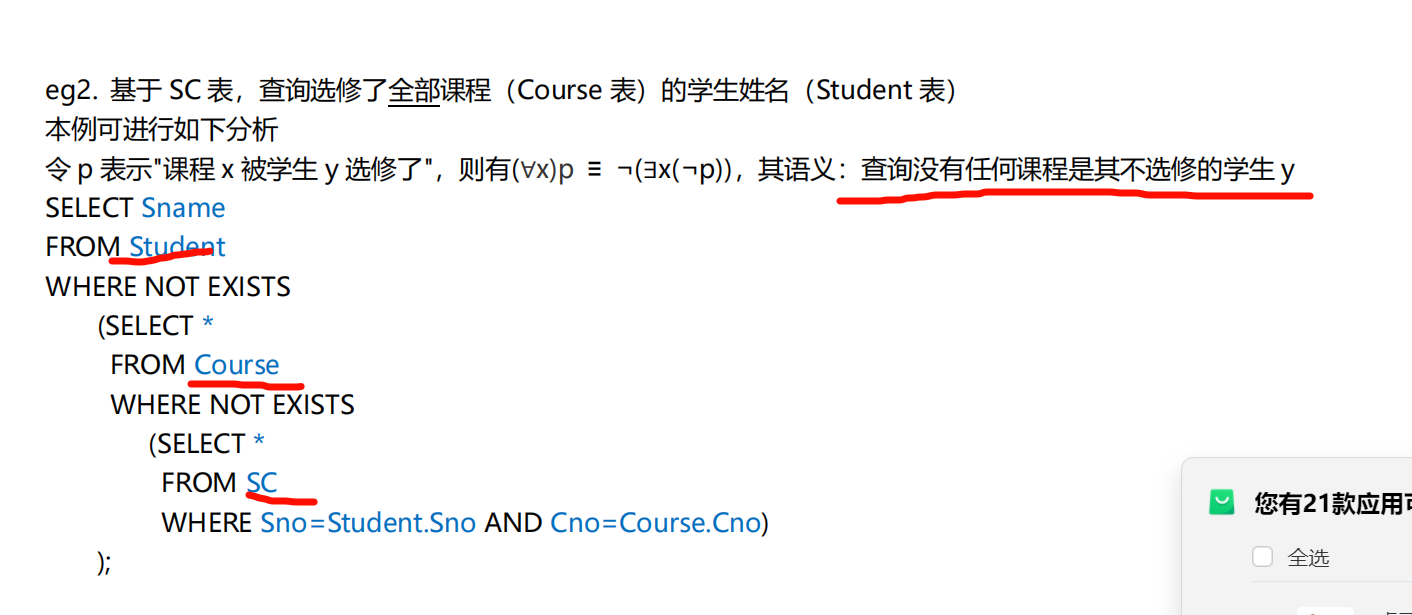 eg2. 基于 SC 表，查询选修了全部课程（Course 表）的学生姓名（Student 表）
本例可进行如下分析
令 p 表示"课程 x 被学生 y 选修了"，则有(∀x)p ≡ ¬(∃x(¬p))，其语义：查询没有任何课程是其不选修的学生 y
SELECT Sname
FROM Student
WHERE NOT EXISTS
(SELECT *
FROM Course
WHERE NOT EXISTS
(SELECT *
FROM SC
WHERE Sno=Student.Sno AND Cno=Course.Cno)
);
您有21款应用可
全选